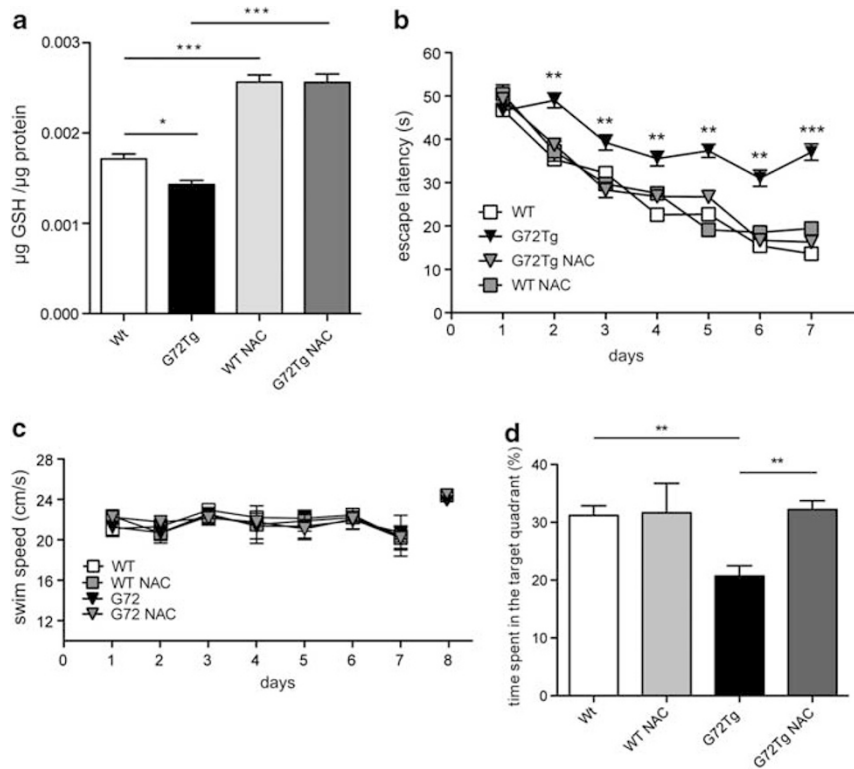 a
***
***
*
µg GSH /µg protein
0.003
0.002
0.001
0.000
Wt
G72Tg
WT NAC
G72Tg NAC
b
escape latency (s)
60
50
40
30
20
10
0
** ** ** ** ** ***
WT
G72Tg
G72Tg NAC
WT NAC
0 1 2 3 4 5 6 7
days
c
swim speed (cm/s)
28
24
20
16
12
WT
WT NAC
G72
G72 NAC
0 1 2 3 4 5 6 7 8
days
d
**
**
time spent in the target quadrant (%)
40
30
20
10
0
Wt
WT NAC
G72Tg
G72Tg NAC